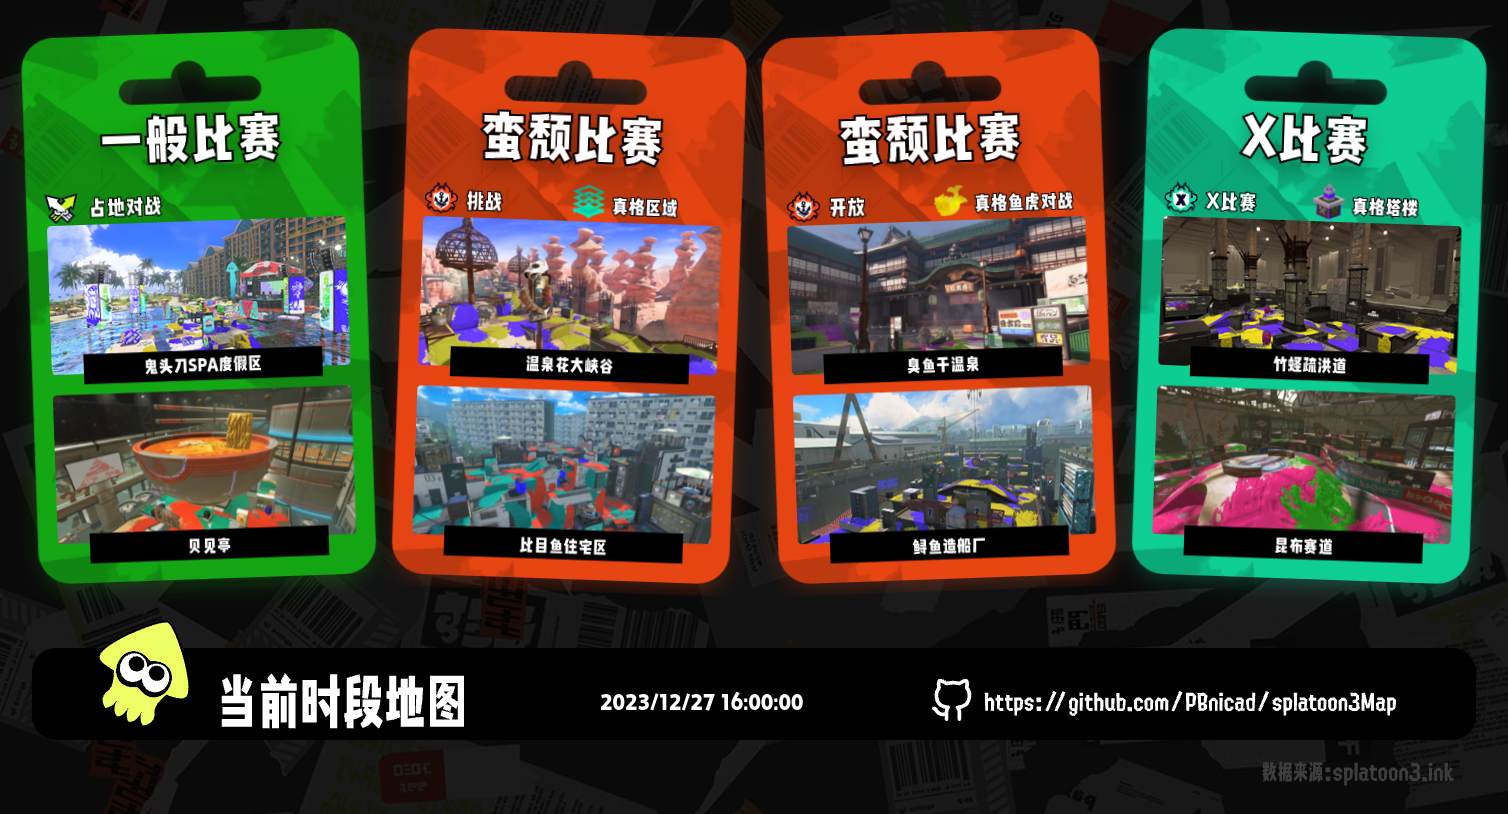 一般比赛
占地对战
鬼头刀SPA度假区
贝见亭
蛮颓比赛
挑战
真格区域
温泉花大峡谷
比目鱼住宅区
蛮颓比赛
开放
真格鱼虎对战
臭鱼干温泉
鲟鱼造船厂
X比赛
X比赛
真格塔楼
竹蛏疏洪道
昆布赛道
当前时段地图
2023/12/27 16:00:00
https://github.com/PBnicad/splatoon3Map
数据来源:splatoon3.ink